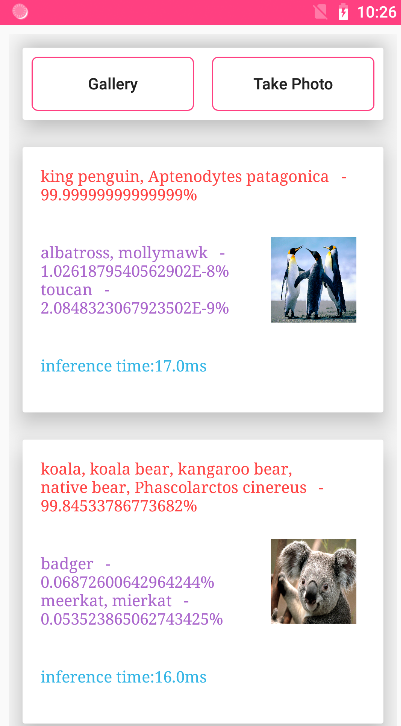 10:26
Gallery
Take Photo
king penguin, Aptenodytes patagonica -
99.99999999999999%
albatross, mollymawk -
1.0261879540562902E-8%
toucan -
2.0848323067923502E-9%
inference time:17.0ms
koala, koala bear, kangaroo bear,
native bear, Phascolarctos cinereus -
99.84533786773682%
badger -
0.06872600642964244%
meerkat, mierkat -
0.053523865062743425%
inference time:16.0ms